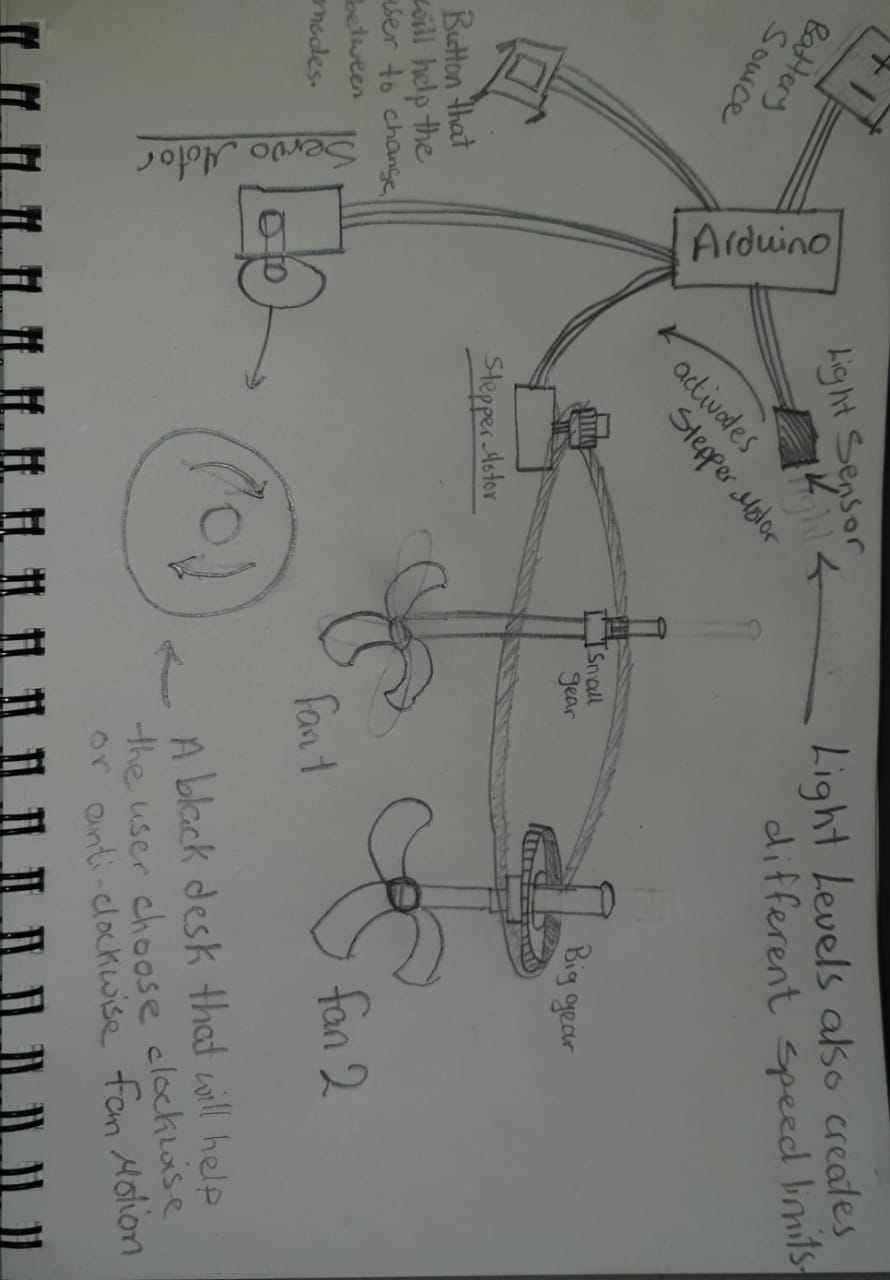 +
-
Battery
Source
Button that
will help the
user to change
between
modes.
Servo
Motor
Arduino
Light Sensor
light
activates
Stepper Motor
Stepper Motor
Small
gear
fan 1
Big gear
fan 2
Light Levels also creates
different speed limits.
A black desk that will help
the user choose clockwise
or anti-clockwise fan Motion